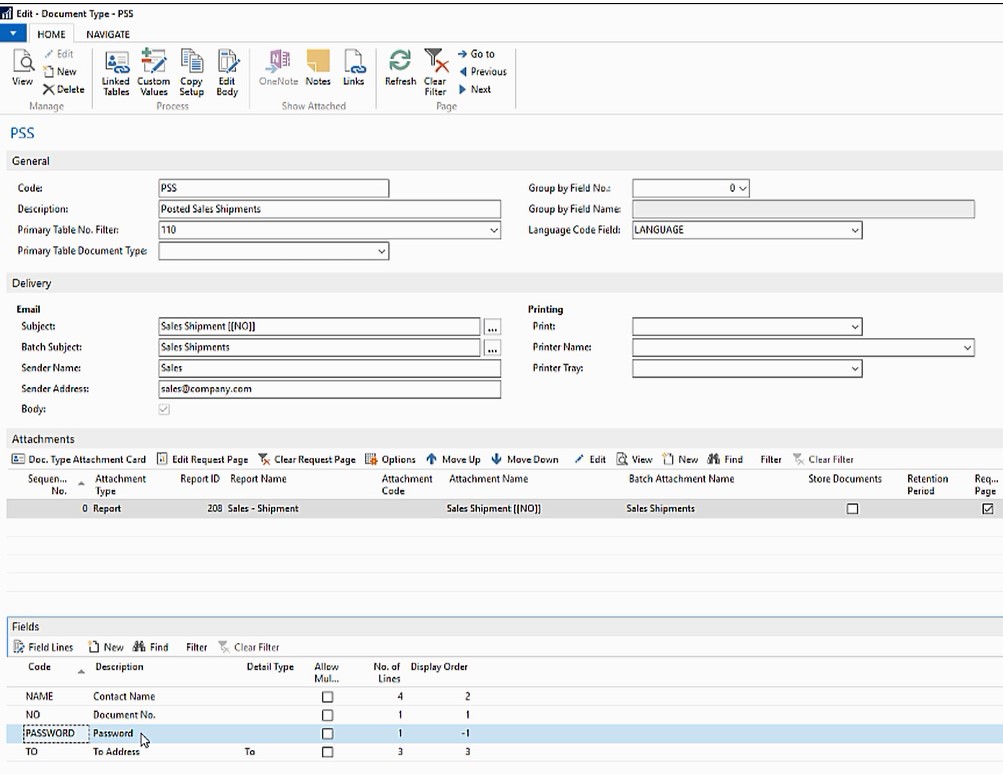 Edit - Document Type - PSS
HOME NAVIGATE
View Edit New Delete Linked Tables Custom Values Copy Setup Edit Body OneNote Notes Links Refresh Clear Filter Go to Previous Next
Manage Process Show Attached Page
PSS
General
Code: PSS Group by Field No.: 0
Description: Posted Sales Shipments Group by Field Name:
Primary Table No. Filter: 110 Language Code Field: LANGUAGE
Primary Table Document Type:
Delivery
Email Printing
Subject: Sales Shipment [[NO]] ... Print:
Batch Subject: Sales Shipments ... Printer Name:
Sender Name: Sales Printer Tray:
Sender Address: sales@company.com
Body:
Attachments
Doc. Type Attachment Card Edit Request Page Clear Request Page Options Move Up Move Down Edit View New Find Filter Clear Filter
Sequen... No. Attachment Type Report ID Report Name Attachment Code Attachment Name Batch Attachment Name Store Documents Retention Period Req... Page
0 Report 208 Sales - Shipment Sales Shipment [[NO]] Sales Shipments
Fields
Field Lines New Find Filter Clear Filter
Code Description Detail Type Allow Mul... No. of Lines Display Order
NAME Contact Name 4 2
NO Document No. 1 1
PASSWORD Password 1 -1
TO To Address To 3 3